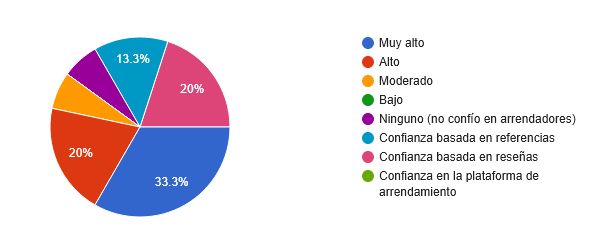 13.3%
20%
20%
33.3%
Muy alto
Alto
Moderado
Bajo
Ninguno (no confío en arrendadores)
Confianza basada en referencias
Confianza basada en reseñas
Confianza en la plataforma de
arrendamiento